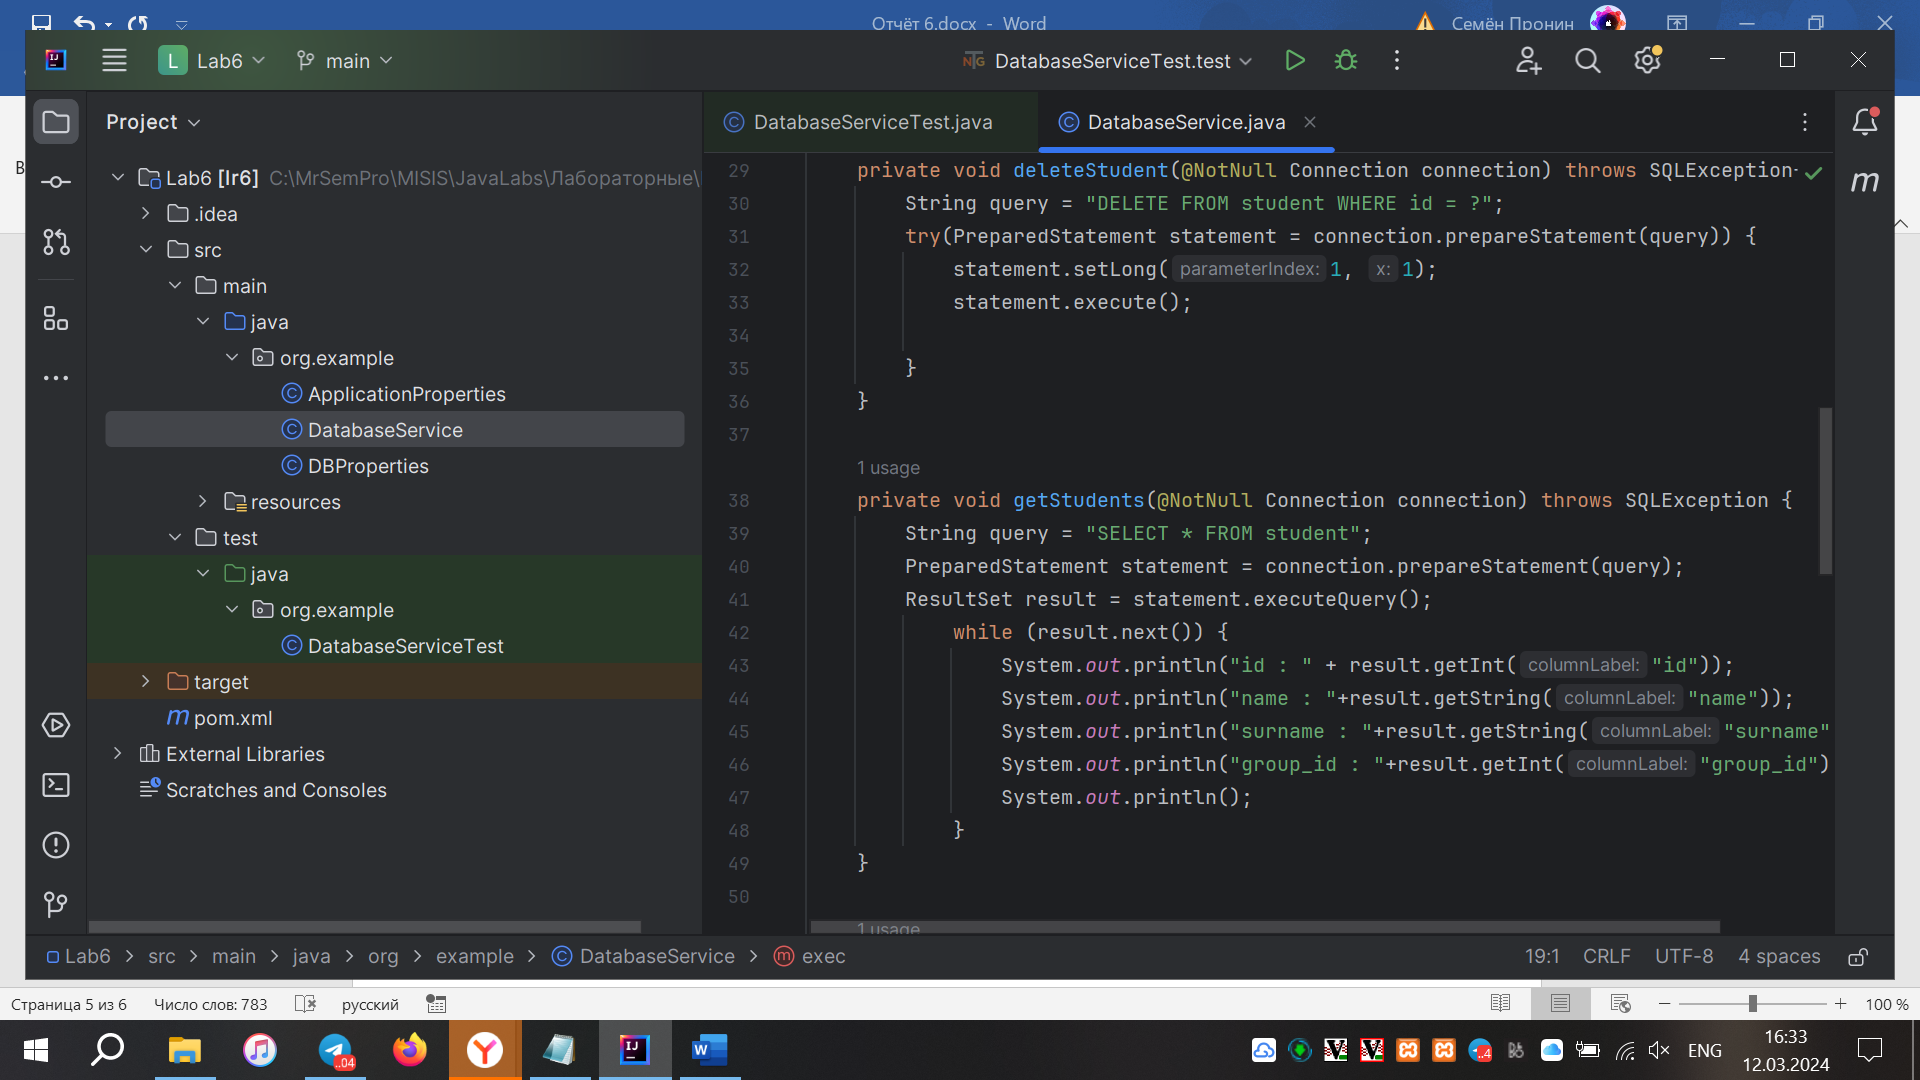 Отчёт 6.docx - Word
Семён Пронин
L Lab6
main
DatabaseServiceTest.test
Project
DatabaseServiceTest.java
DatabaseService.java
Lab6 [lr6] C:\MrSemPro\MISIS\JavaLabs\Лабораторные\
.idea
src
main
java
org.example
ApplicationProperties
DatabaseService
DBProperties
resources
test
java
org.example
DatabaseServiceTest
target
m pom.xml
External Libraries
Scratches and Consoles
29 private void deleteStudent(@NotNull Connection connection) throws SQLException
30 String query = "DELETE FROM student WHERE id = ?";
31 try(PreparedStatement statement = connection.prepareStatement(query)) {
32 statement.setLong( parameterIndex: 1, x: 1);
33 statement.execute();
34
35 }
36 }
37
1 usage
38 private void getStudents(@NotNull Connection connection) throws SQLException {
39 String query = "SELECT * FROM student";
40 PreparedStatement statement = connection.prepareStatement(query);
41 ResultSet result = statement.executeQuery();
42 while (result.next()) {
43 System.out.println("id : " + result.getInt( columnLabel: "id"));
44 System.out.println("name : "+result.getString( columnLabel: "name"));
45 System.out.println("surname : "+result.getString( columnLabel: "surname"
46 System.out.println("group_id : "+result.getInt( columnLabel: "group_id")
47 System.out.println();
48 }
49 }
50
1 usage
m
Lab6 > src > main > java > org > example > DatabaseService > exec
19:1 CRLF UTF-8 4 spaces
Страница 5 из 6 Число слов: 783 русский
100 %
ENG
16:33
12.03.2024